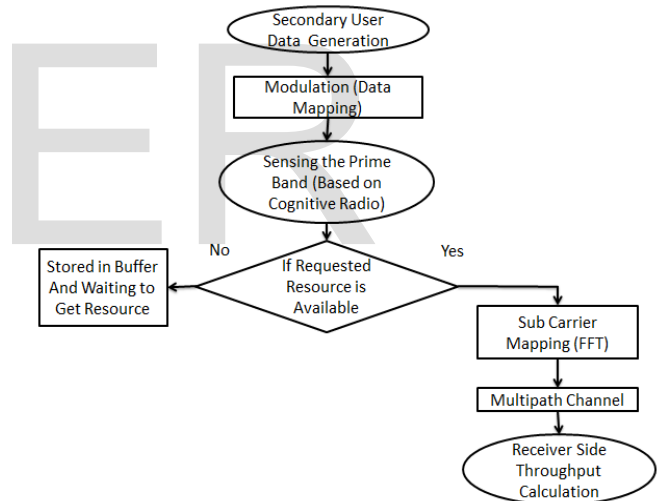 Secondary User
Data Generation
Modulation (Data
Mapping)
Sensing the Prime
Band (Based on
Cognitive Radio)
No
Yes
Stored in Buffer
And Waiting to
Get Resource
If Requested
Resource is
Available
Sub Carrier
Mapping (FFT)
Multipath Channel
Receiver Side
Throughput
Calculation
ER